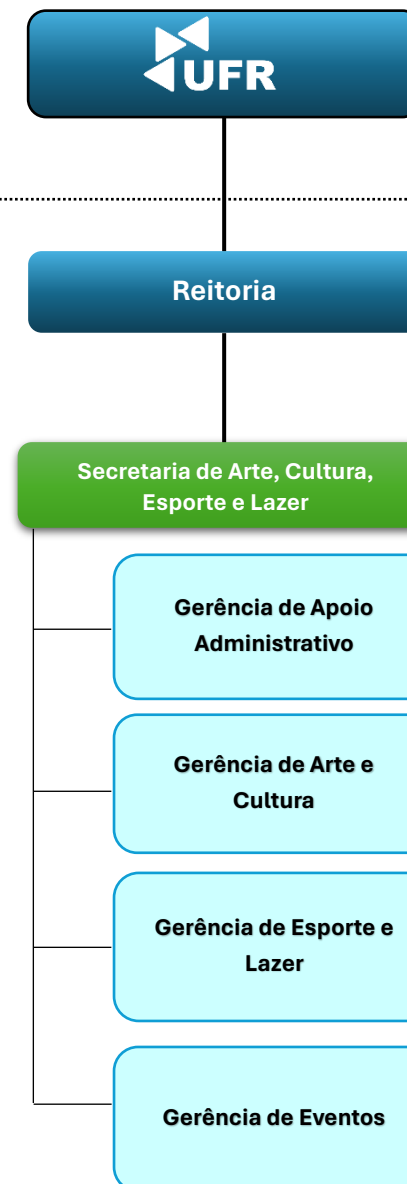 UFR
Reitoria
Secretaria de Arte, Cultura,
Esporte e Lazer
Gerência de Apoio
Administrativo
Gerência de Arte e
Cultura
Gerência de Esporte e
Lazer
Gerência de Eventos